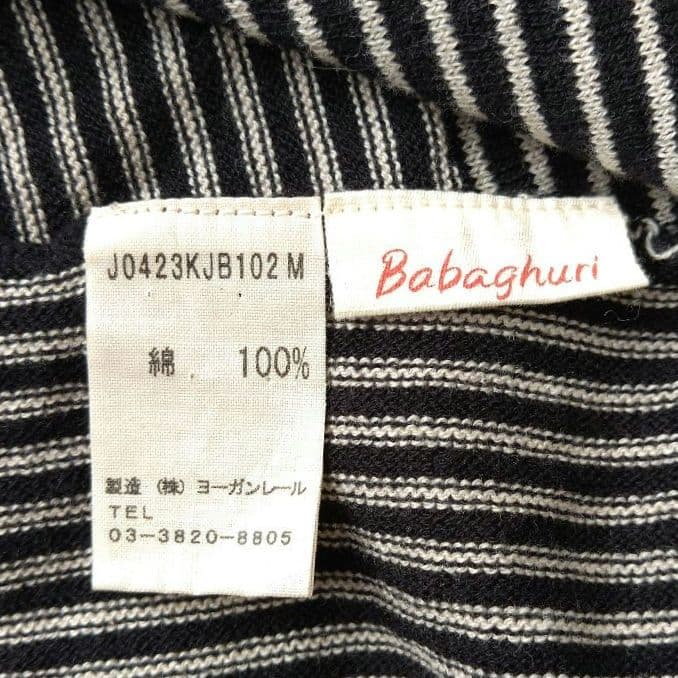 J0423KJB102 M
綿 100%
製造 (株) ヨーガンレール
TEL
03-3820-8805
Babaghuri